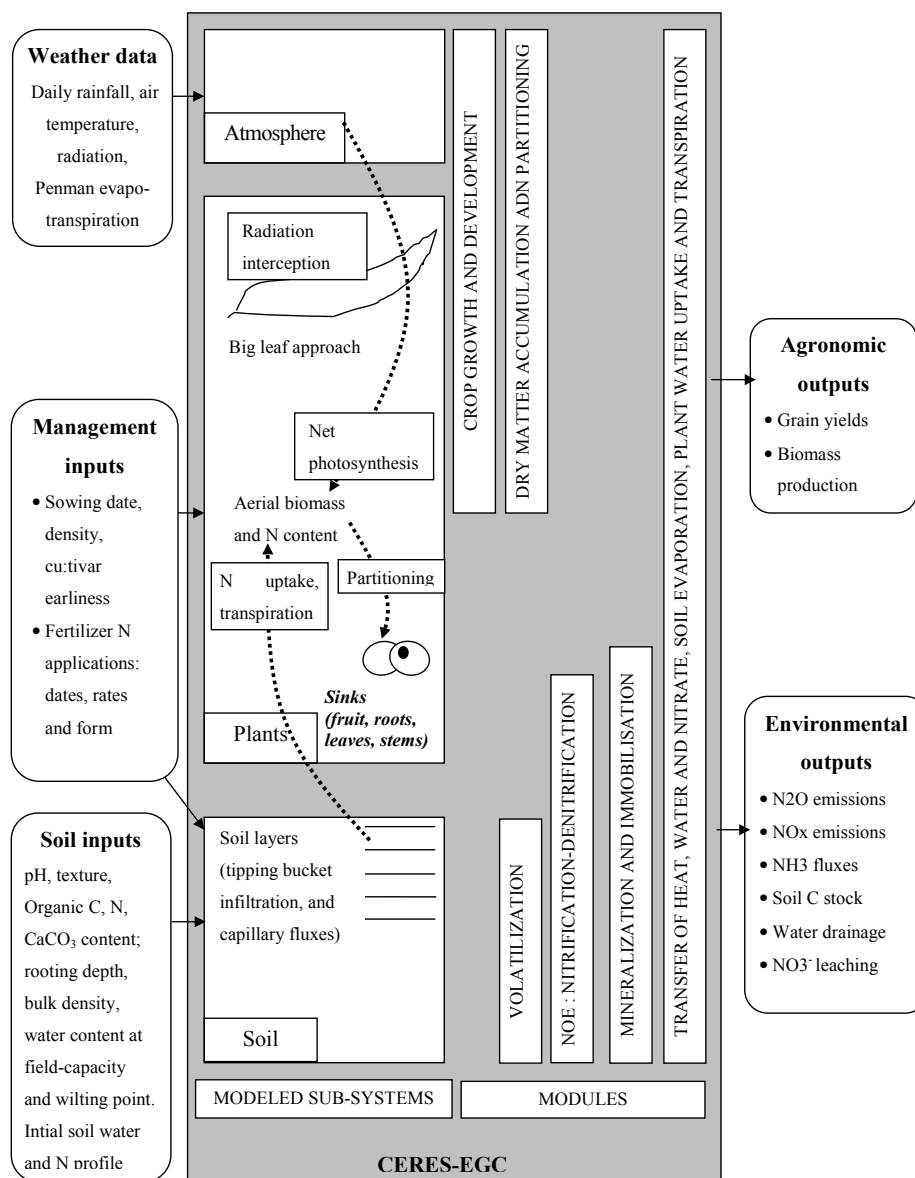 Weather data
Daily rainfall, air
temperature,
radiation,
Penman evapo-
transpiration
Management
inputs
• Sowing date,
density,
cu:tivar
earliness
• Fertilizer N
applications:
dates, rates
and form
Soil inputs
pH, texture,
Organic C, N,
CaCO₃ content;
rooting depth,
bulk density,
water content at
field-capacity
and wilting point.
Intial soil water
and N profile
Atmosphere
Radiation
interception
Big leaf approach
Net
photosynthesis
Aerial biomass
and N content
N uptake,
transpiration
Partitioning
Sinks
(fruit, roots,
leaves, stems)
Plants
Soil layers
(tipping bucket
infiltration, and
capillary fluxes)
Soil
MODELED SUB-SYSTEMS
CROP GROWTH AND DEVELOPMENT
DRY MATTER ACCUMULATION ADN PARTITIONING
VOLATILIZATION
NOE : NITRIFICATION-DENITRIFICATION
MINERALIZATION AND IMMOBILISATION
TRANSFER OF HEAT, WATER AND NITRATE, SOIL EVAPORATION, PLANT WATER UPTAKE AND TRANSPIRATION
MODULES
CERES-EGC
Agronomic
outputs
• Grain yields
• Biomass
production
Environmental
outputs
• N2O emissions
• NOx emissions
• NH3 fluxes
• Soil C stock
• Water drainage
• NO3⁻ leaching